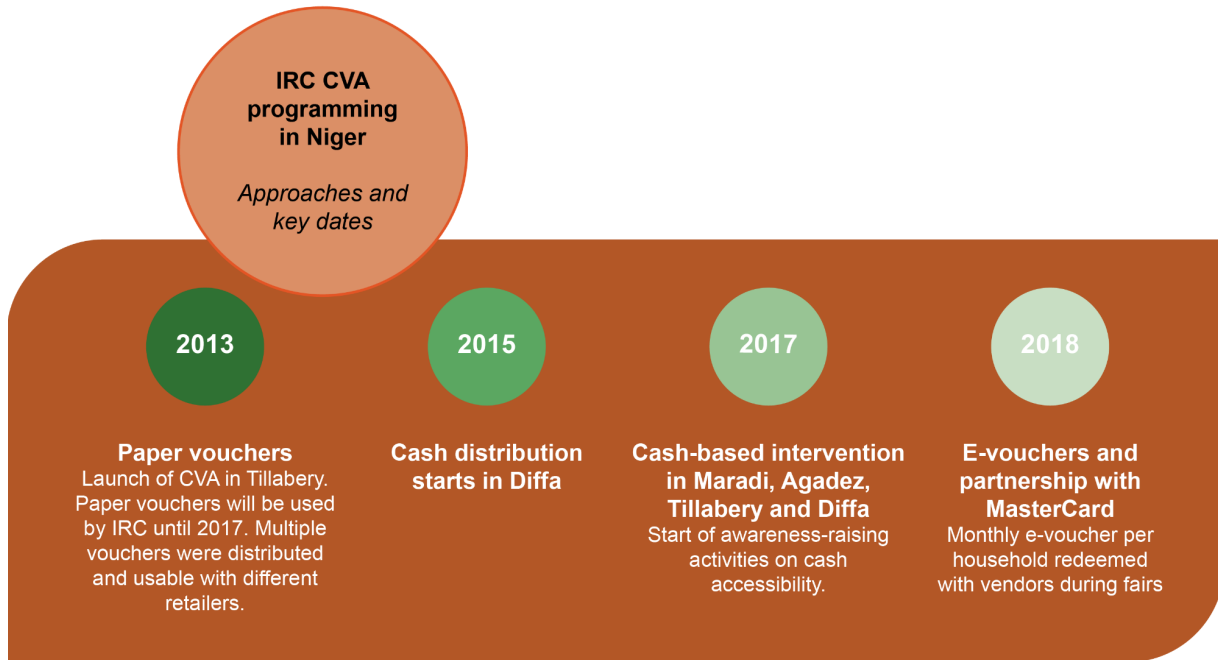 IRC CVA
programming
in Niger
Approaches and
key dates
2013
Paper vouchers
Launch of CVA in Tillabery.
Paper vouchers will be used
by IRC until 2017. Multiple
vouchers were distributed
and usable with different
retailers.
2015
Cash distribution
starts in Diffa
2017
Cash-based intervention
in Maradi, Agadez,
Tillabery and Diffa
Start of awareness-raising
activities on cash
accessibility.
2018
E-vouchers and
partnership with
MasterCard
Monthly e-voucher per
household redeemed
with vendors during fairs